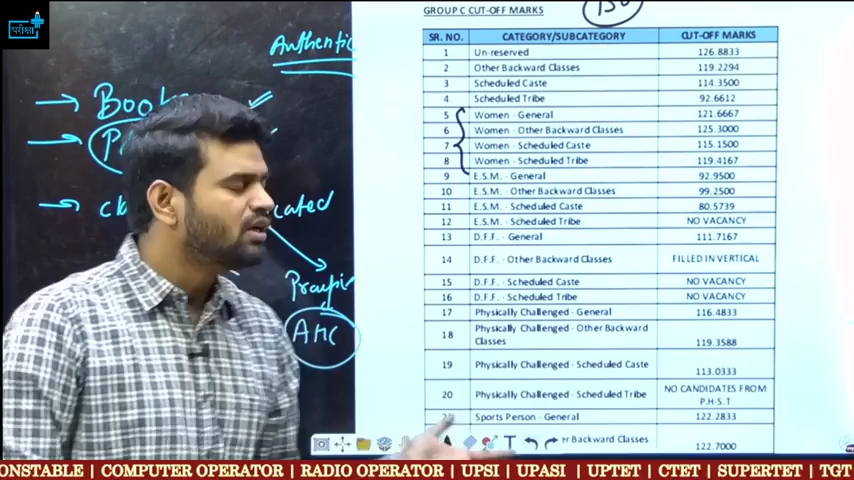 परीक्षा
Authentic
→ Book
→ P
→ c
cated
AMC
GROUP C CUT-OFF MARKS
SR. NO. CATEGORY/SUBCATEGORY CUT-OFF MARKS
1 Un-reserved 126.8833
2 Other Backward Classes 119.2294
3 Scheduled Caste 114.3500
4 Scheduled Tribe 92.6612
5 Women - General 121.6667
6 Women - Other Backward Classes 125.3000
7 Women - Scheduled Caste 115.1500
8 Women - Scheduled Tribe 119.4167
9 E.S.M. - General 92.9500
10 E.S.M. - Other Backward Classes 99.2500
11 E.S.M. - Scheduled Caste 80.5739
12 E.S.M. - Scheduled Tribe NO VACANCY
13 D.F.F. - General 111.7167
14 D.F.F. - Other Backward Classes FILLED IN VERTICAL
15 D.F.F. - Scheduled Caste NO VACANCY
16 D.F.F. - Scheduled Tribe NO VACANCY
17 Physically Challenged - General 116.4833
18 Physically Challenged - Other Backward Classes 119.3588
19 Physically Challenged - Scheduled Caste 113.0333
20 Physically Challenged - Scheduled Tribe NO CANDIDATES FROM P.H-S.T
Sports Person - General 122.2833
er Backward Classes 122.7000
ONSTABLE | COMPUTER OPERATOR | RADIO OPERATOR | UPSI | UPASI | UPTET | CTET | SUPERTET | TGT